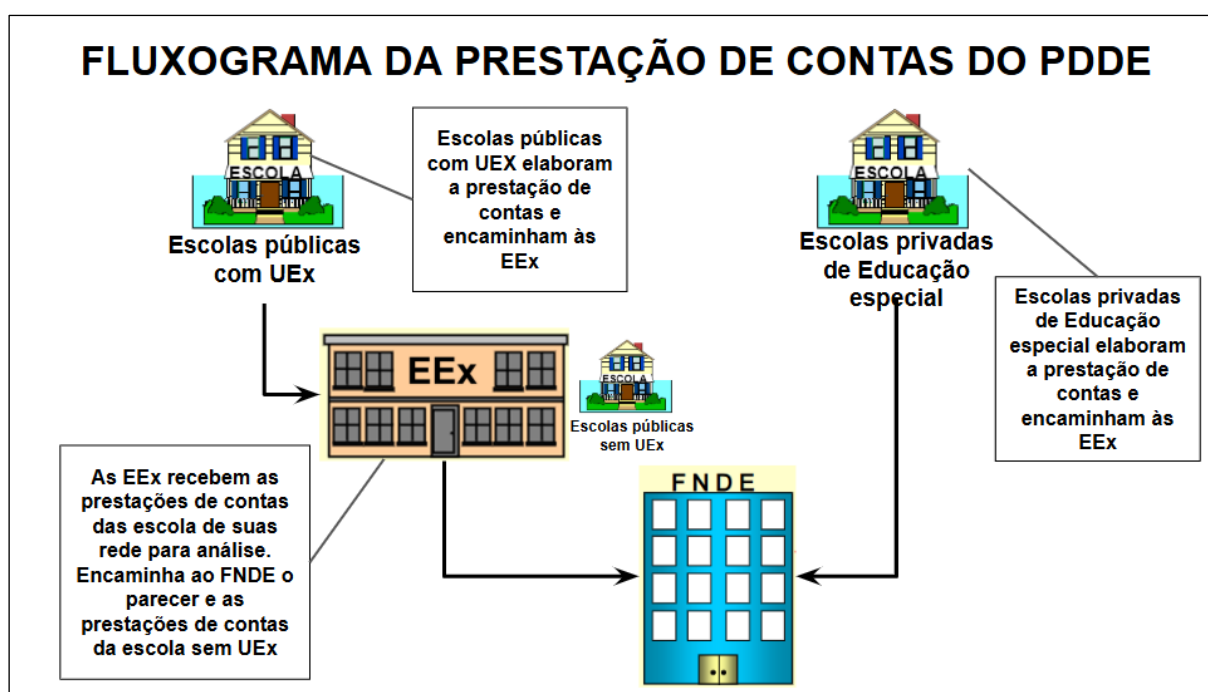 FLUXOGRAMA DA PRESTAÇÃO DE CONTAS DO PDDE
ESCOLA
Escolas públicas
com UEx
Escolas públicas
com UEX elaboram
a prestação de
contas e
encaminham às
EEx
ESCOLA
Escolas privadas
de Educação
especial
Escolas privadas
de Educação
especial elaboram
a prestação de
contas e
encaminham às
EEx
EEx
ESCOLA
Escolas públicas
sem UEx
As EEx recebem as
prestações de contas
das escola de suas
rede para análise.
Encaminha ao FNDE o
parecer e as
prestações de contas
da escola sem UEx
FNDE